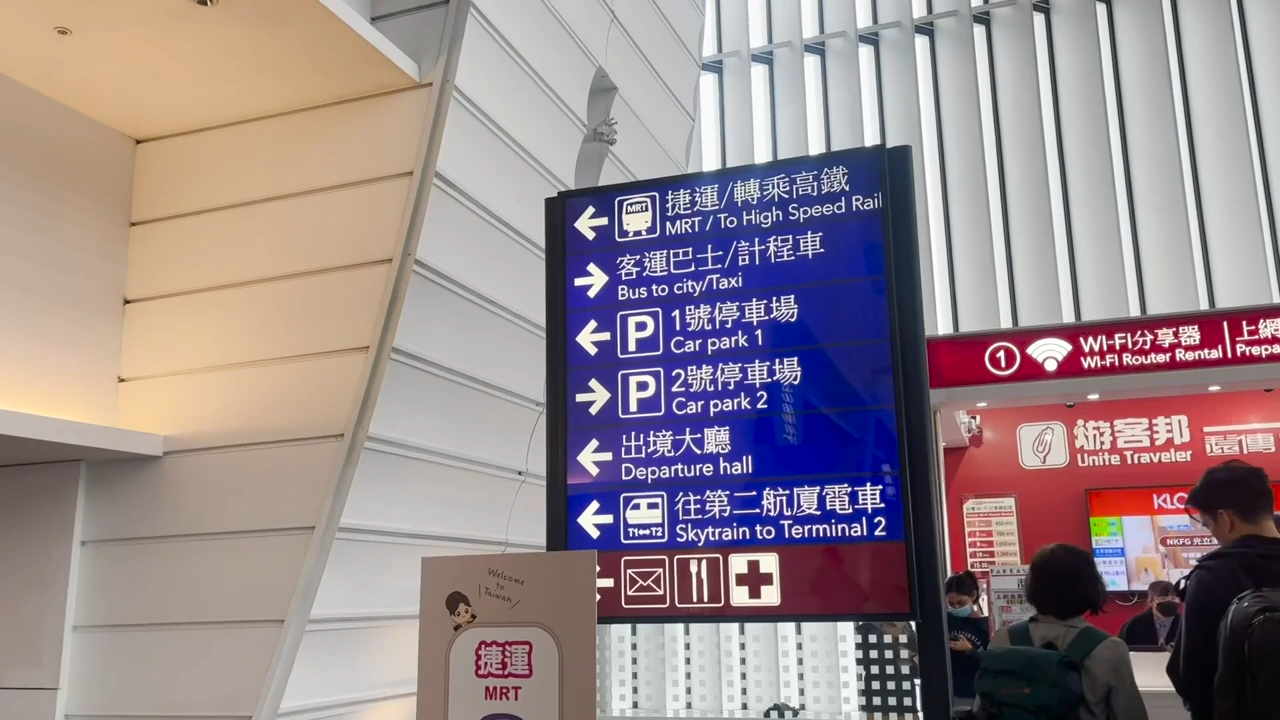 MRT
捷運/轉乘高鐵
MRT / To High Speed Rail
客運巴士/計程車
Bus to city/Taxi
P
1號停車場
Car park 1
P
2號停車場
Car park 2
出境大廳
Departure hall
T1↔T2
往第二航廈電車
Skytrain to Terminal 2
Welcome
to
Taiwan
捷運
MRT
1
WI-FI分享器
WI-FI Router Rental
上網
Prepa
遊客邦
Unite Traveler
遠傳
KLO
NKFG